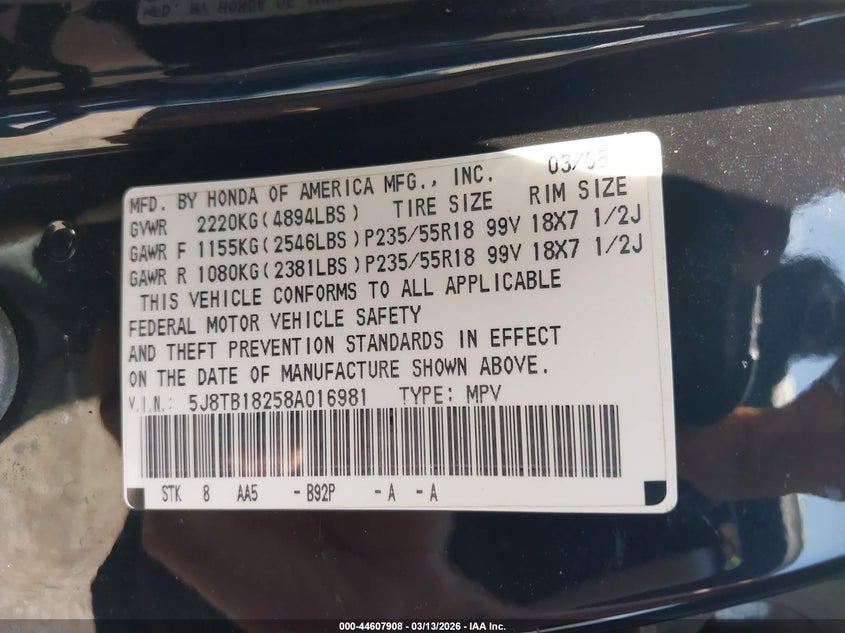 MFD. BY HONDA OF AMERICA MFG., INC. 03/08
GVWR 2220KG(4894LBS) TIRE SIZE RIM SIZE
GAWR F 1155KG(2546LBS)P235/55R18 99V 18X7 1/2J
GAWR R 1080KG(2381LBS)P235/55R18 99V 18X7 1/2J
THIS VEHICLE CONFORMS TO ALL APPLICABLE
FEDERAL MOTOR VEHICLE SAFETY
AND THEFT PREVENTION STANDARDS IN EFFECT
ON THE DATE OF MANUFACTURE SHOWN ABOVE.
V.I.N.: 5J8TB18258A016981 TYPE: MPV
STK 8 AA5 -B92P -A -A
000-44607908 - 03/13/2026 - IAA Inc.